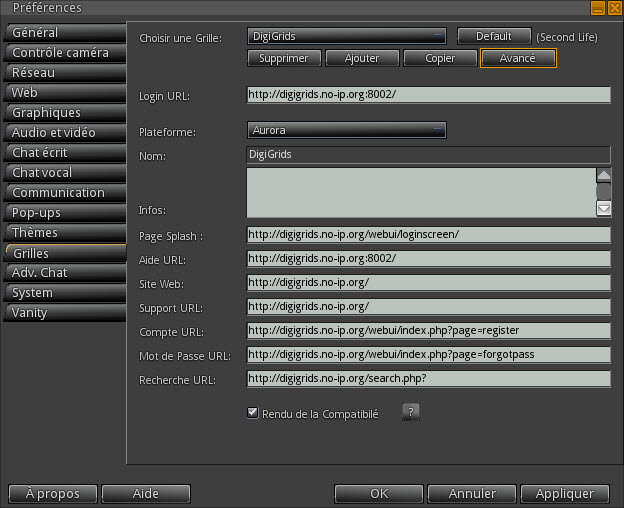 Préférences
Général
Contrôle caméra
Réseau
Web
Graphiques
Audio et vidéo
Chat écrit
Chat vocal
Communication
Pop-ups
Thèmes
Grilles
Adv. Chat
System
Vanity
Choisir une Grille: DigiGrids Default (Second Life)
Supprimer Ajouter Copier Avancé
Login URL: http://digigrids.no-ip.org:8002/
Plateforme: Aurora
Nom: DigiGrids
Infos:
Page Splash : http://digigrids.no-ip.org/webui/loginscreen/
Aide URL: http://digigrids.no-ip.org:8002/
Site Web: http://digigrids.no-ip.org/
Support URL: http://digigrids.no-ip.org/
Compte URL: http://digigrids.no-ip.org/webui/index.php?page=register
Mot de Passe URL: http://digigrids.no-ip.org/webui/index.php?page=forgotpass
Recherche URL: http://digigrids.no-ip.org/search.php?
Rendu de la Compatibilé ?
À propos Aide OK Annuler Appliquer